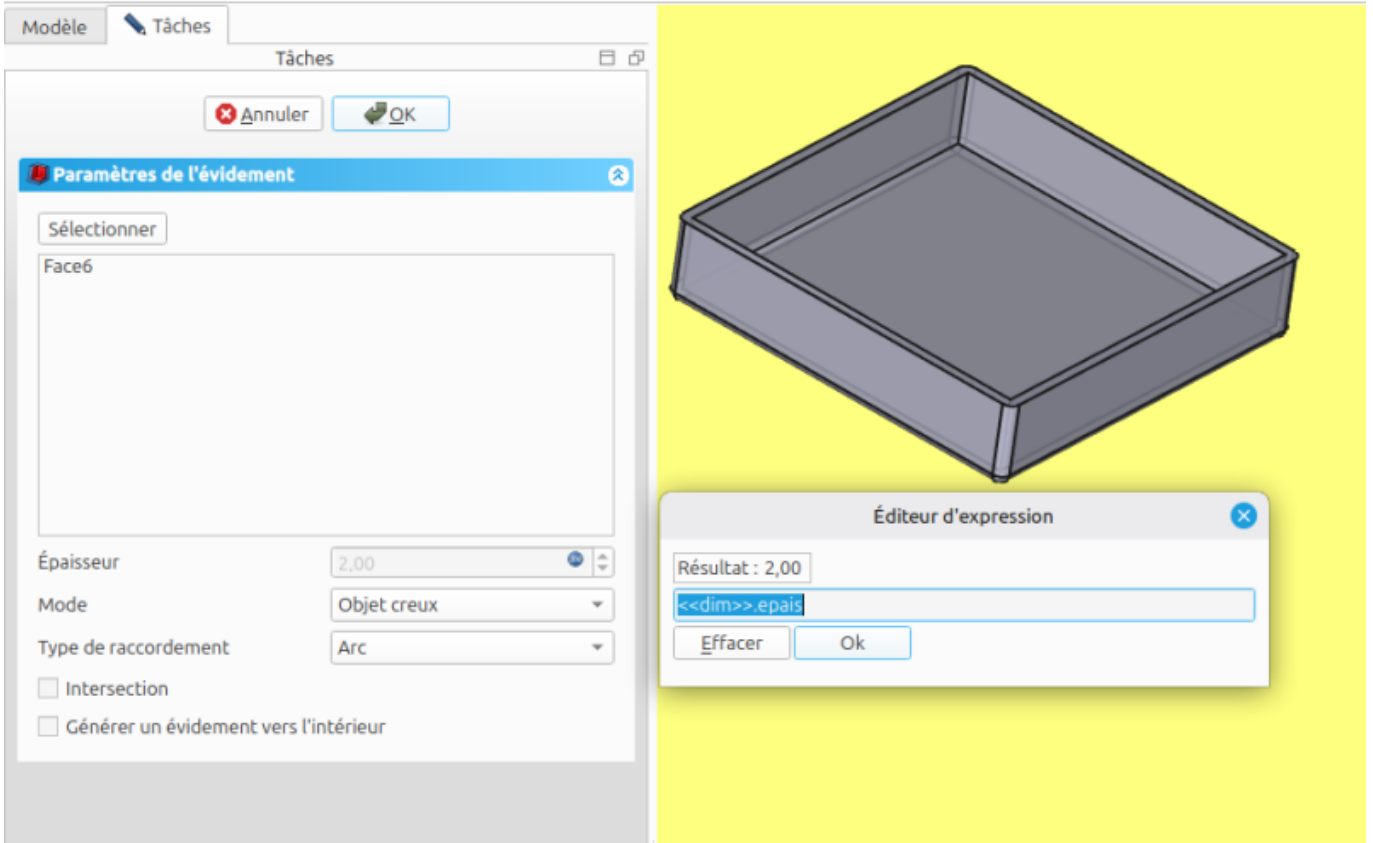 Modèle Tâches
Tâches
Annuler OK
Paramètres de l'évidement
Sélectionner
Face6
Épaisseur 2,00
Mode Objet creux
Type de raccordement Arc
Intersection
Générer un évidement vers l'intérieur
Éditeur d'expression
Résultat : 2,00
<<dim>>.epais
Effacer Ok